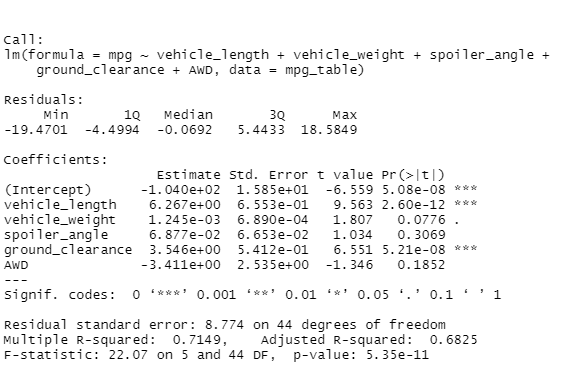 Call:
lm(formula = mpg ~ vehicle_length + vehicle_weight + spoiler_angle +
    ground_clearance + AWD, data = mpg_table)

Residuals:
     Min       1Q   Median       3Q      Max
-19.4701  -4.4994  -0.0692   5.4433  18.5849

Coefficients:
                   Estimate Std. Error t value Pr(>|t|)
(Intercept)      -1.040e+02  1.585e+01  -6.559 5.08e-08 ***
vehicle_length    6.267e+00  6.553e-01   9.563 2.60e-12 ***
vehicle_weight    1.245e-03  6.890e-04   1.807   0.0776 .
spoiler_angle     6.877e-02  6.653e-02   1.034   0.3069
ground_clearance  3.546e+00  5.412e-01   6.551 5.21e-08 ***
AWD              -3.411e+00  2.535e+00  -1.346   0.1852
---
Signif. codes:  0 ‘***’ 0.001 ‘**’ 0.01 ‘*’ 0.05 ‘.’ 0.1 ‘ ’ 1

Residual standard error: 8.774 on 44 degrees of freedom
Multiple R-squared:  0.7149,    Adjusted R-squared:  0.6825
F-statistic: 22.07 on 5 and 44 DF,  p-value: 5.35e-11